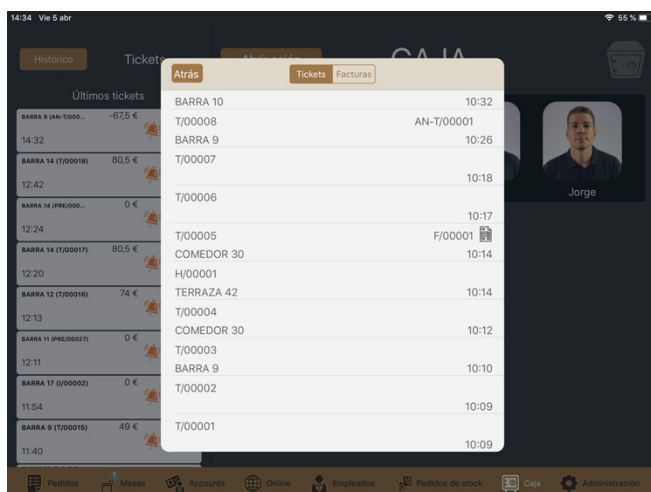 14:34 Vie 5 abr
55 %
Histórico
Tickets
CAJA
Últimos tickets
BARRA 9 (AN-T/000... -67,5 €
14:32
BARRA 14 (T/00018) 80,5 €
12:42
BARRA 14 (PRE/000... 0 €
12:24
BARRA 14 (T/00017) 80,5 €
12:20
BARRA 12 (T/00016) 74 €
12:13
BARRA 11 (PRE/00027) 0 €
12:11
BARRA 17 (I/00002) 0 €
11:54
BARRA 9 (T/00015) 49 €
11:40
Atrás
Tickets Facturas
BARRA 10 10:32
T/00008 AN-T/00001
BARRA 9 10:26
T/00007
10:18
T/00006
10:17
T/00005 F/00001
COMEDOR 30 10:14
H/00001
TERRAZA 42 10:14
T/00004
COMEDOR 30 10:12
T/00003
BARRA 9 10:10
T/00002
10:09
T/00001
10:09
Jorge
Pedidos 1 Mesas Accounts Online Empleados Pedidos de stock Caja Administración